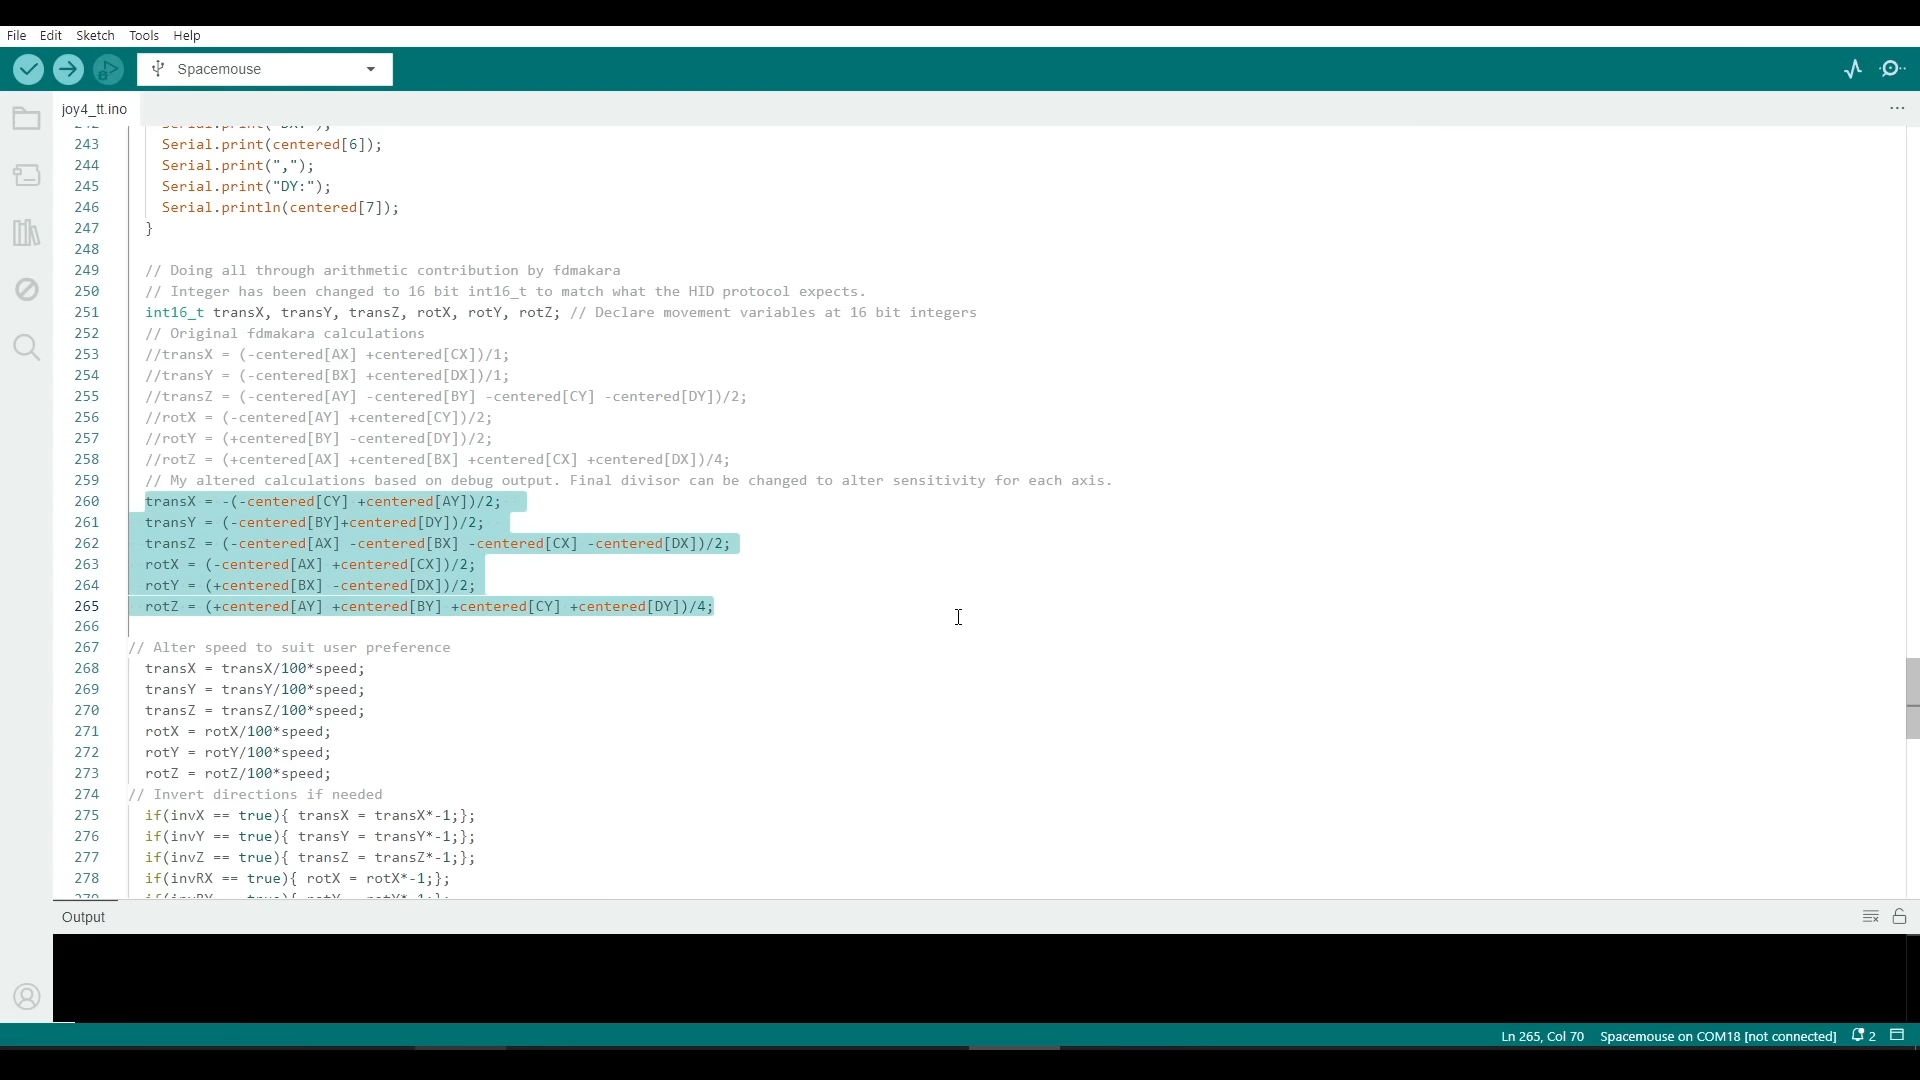 File Edit Sketch Tools Help
Spacemouse
joy4_tt.ino
242 Serial.print("DX:");
243 Serial.print(centered[6]);
244 Serial.print(",");
245 Serial.print("DY:");
246 Serial.println(centered[7]);
247 }
248
249 // Doing all through arithmetic contribution by fdmakara
250 // Integer has been changed to 16 bit int16_t to match what the HID protocol expects.
251 int16_t transX, transY, transZ, rotX, rotY, rotZ; // Declare movement variables at 16 bit integers
252 // Original fdmakara calculations
253 //transX = (-centered[AX] +centered[CX])/1;
254 //transY = (-centered[BX] +centered[DX])/1;
255 //transZ = (-centered[AY] -centered[BY] -centered[CY] -centered[DY])/2;
256 //rotX = (-centered[AY] +centered[CY])/2;
257 //rotY = (+centered[BY] -centered[DY])/2;
258 //rotZ = (+centered[AX] +centered[BX] +centered[CX] +centered[DX])/4;
259 // My altered calculations based on debug output. Final divisor can be changed to alter sensitivity for each axis.
260 transX = -(-centered[CY] +centered[AY])/2;
261 transY = (-centered[BY]+centered[DY])/2;
262 transZ = (-centered[AX] -centered[BX] -centered[CX] -centered[DX])/2;
263 rotX = (-centered[AX] +centered[CX])/2;
264 rotY = (+centered[BX] -centered[DX])/2;
265 rotZ = (+centered[AY] +centered[BY] +centered[CY] +centered[DY])/4;
266
267 // Alter speed to suit user preference
268 transX = transX/100*speed;
269 transY = transY/100*speed;
270 transZ = transZ/100*speed;
271 rotX = rotX/100*speed;
272 rotY = rotY/100*speed;
273 rotZ = rotZ/100*speed;
274 // Invert directions if needed
275 if(invX == true){ transX = transX*-1;};
276 if(invY == true){ transY = transY*-1;};
277 if(invZ == true){ transZ = transZ*-1;};
278 if(invRX == true){ rotX = rotX*-1;};
Output
Ln 265, Col 70 Spacemouse on COM18 [not connected] 2